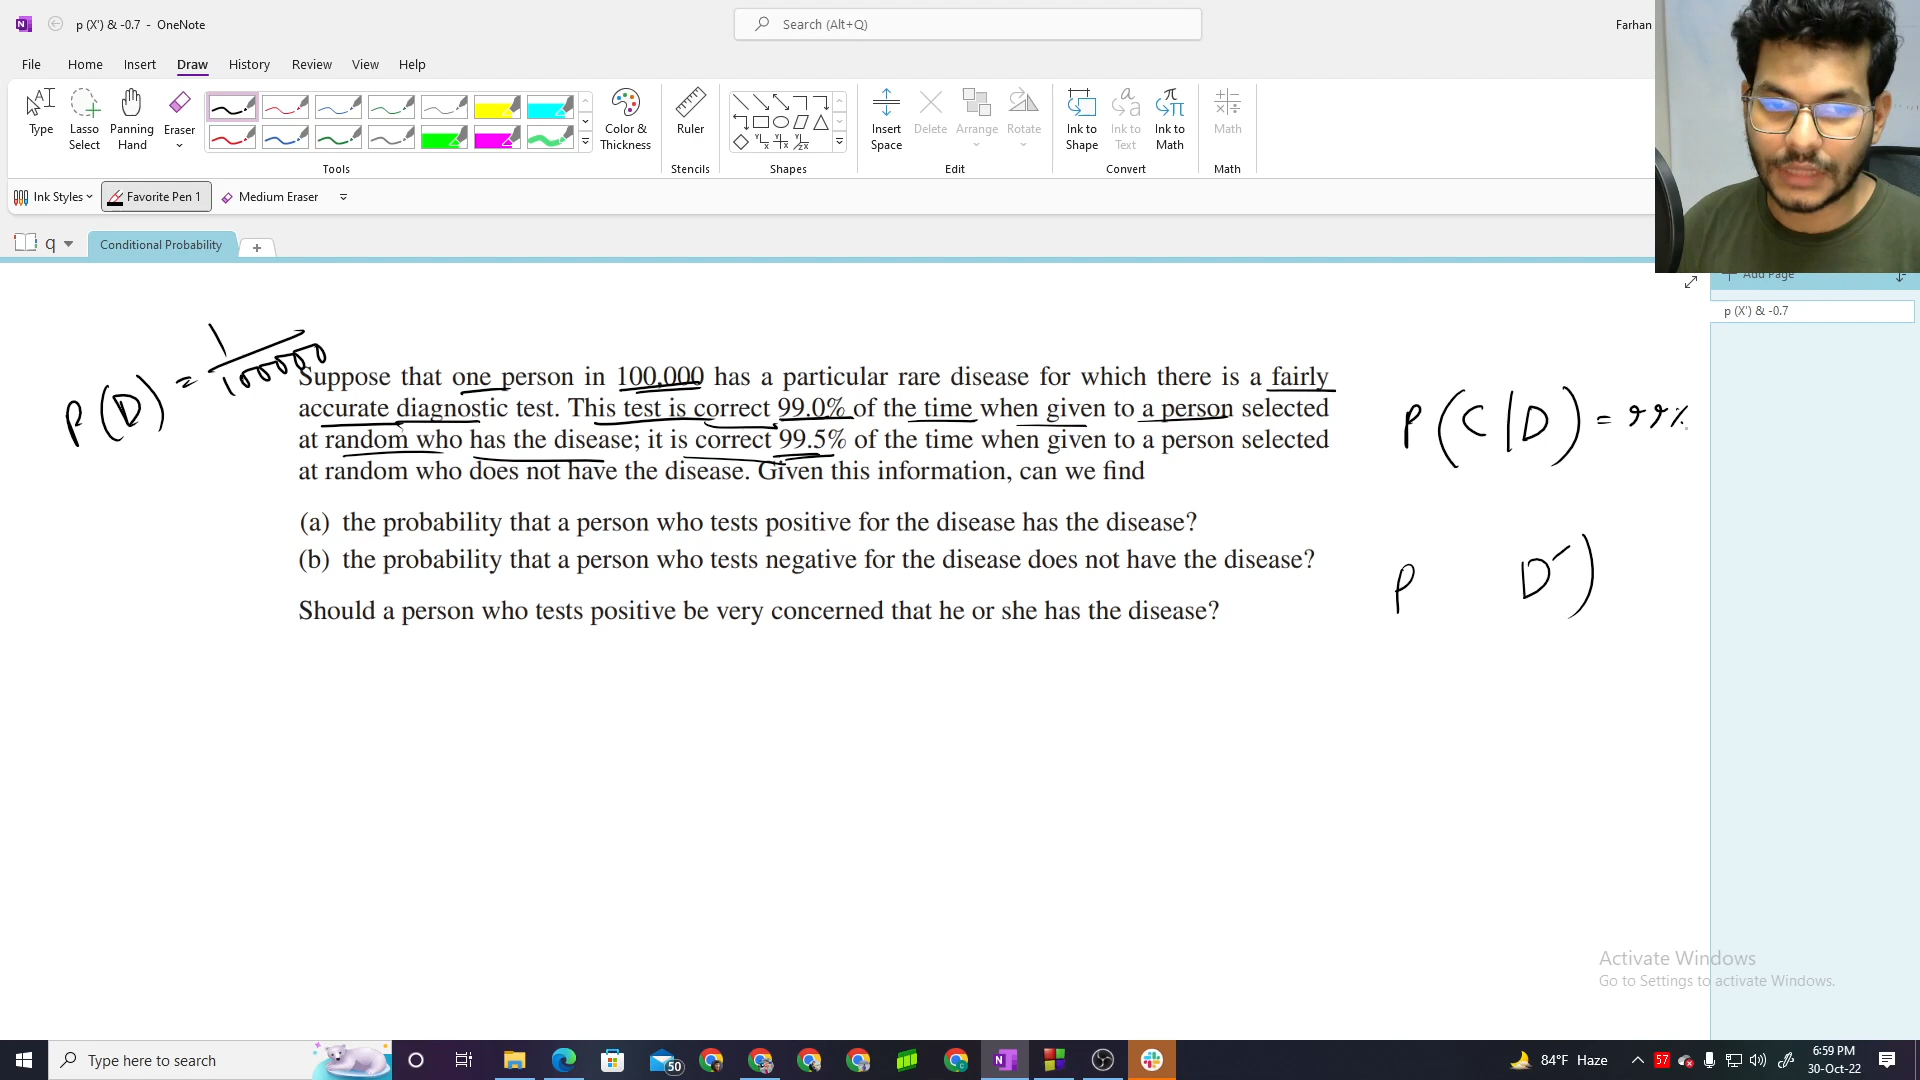 p (X') & -0.7 - OneNote
Search (Alt+Q)
Farhan
File Home Insert Draw History Review View Help
Type
Lasso Select
Panning Hand
Eraser
Color & Thickness
Ruler
Insert Space
Delete
Arrange
Rotate
Ink to Shape
Ink to Text
Ink to Math
Math
Tools
Stencils
Shapes
Edit
Convert
Math
Ink Styles
Favorite Pen 1
Medium Eraser
q
Conditional Probability
Add Page
p (X') & -0.7
P(D) = 1/100000
Suppose that one person in 100,000 has a particular rare disease for which there is a fairly
accurate diagnostic test. This test is correct 99.0% of the time when given to a person selected
at random who has the disease; it is correct 99.5% of the time when given to a person selected
at random who does not have the disease. Given this information, can we find
(a) the probability that a person who tests positive for the disease has the disease?
(b) the probability that a person who tests negative for the disease does not have the disease?
Should a person who tests positive be very concerned that he or she has the disease?
P(C|D) = 99%
P D')
Activate Windows
Go to Settings to activate Windows.
Type here to search
50
84°F Haze
57
6:59 PM
30-Oct-22